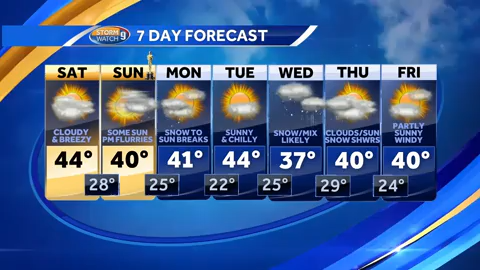 STORM
WATCH 9
7 DAY FORECAST
SAT
SUN
MON
TUE
WED
THU
FRI
CLOUDY
& BREEZY
SOME SUN
PM FLURRIES
SNOW TO
SUN BREAKS
SUNNY
& CHILLY
SNOW/MIX
LIKELY
CLOUDS/SUN
SNOW SHWRS
PARTLY
SUNNY
WINDY
44°
40°
41°
44°
37°
40°
40°
28°
25°
22°
25°
29°
24°